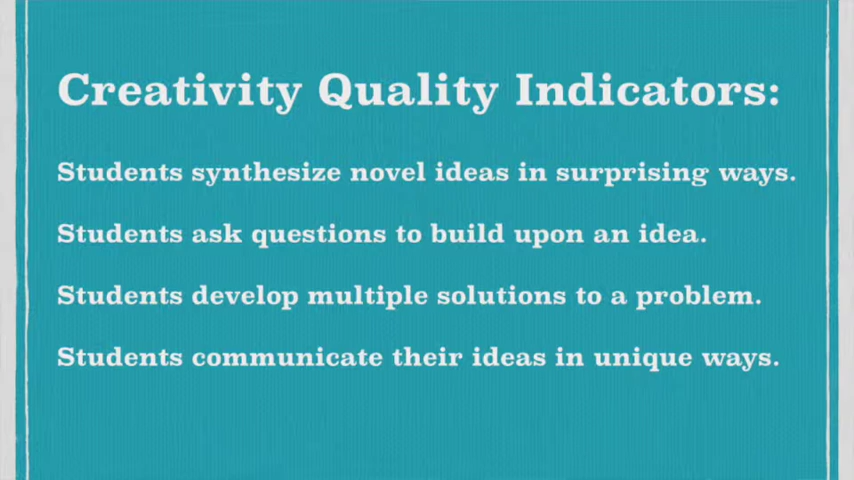 Creativity Quality Indicators:
Students synthesize novel ideas in surprising ways.
Students ask questions to build upon an idea.
Students develop multiple solutions to a problem.
Students communicate their ideas in unique ways.